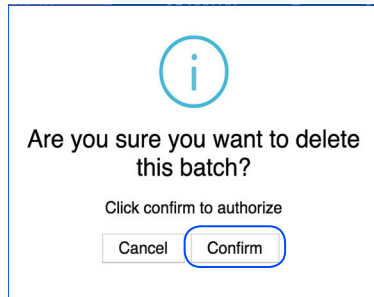 i
Are you sure you want to delete
this batch?
Click confirm to authorize
Cancel Confirm